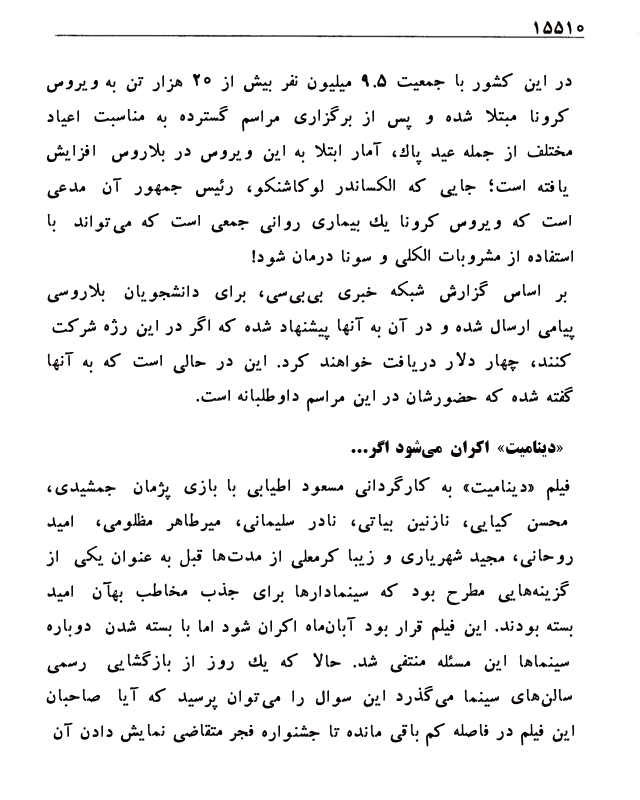 ۱۵۵۱۰
در این کشور با جمعیت ۹.۵ میلیون نفر بیش از ۲۰ هزار تن به ویروس
کرونا مبتلا شده و پس از برگزاری مراسم گسترده به مناسبت اعیاد
مختلف از جمله عید پاك، آمار ابتلا به این ویروس در بلاروس افزایش
یافته است؛ جایی که الکساندر لوکاشنکو، رئیس جمهور آن مدعی
است که ویروس کرونا یك بیماری روانی جمعی است که می‌تواند با
استفاده از مشروبات الکلی و سونا درمان شود!
بر اساس گزارش شبکه خبری بی‌بی‌سی، برای دانشجویان بلاروسی
پیامی ارسال شده و در آن به آنها پیشنهاد شده که اگر در این رژه شرکت
کنند، چهار دلار دریافت خواهند کرد. این در حالی است که به آنها
گفته شده که حضورشان در این مراسم داوطلبانه است.
«دینامیت» اکران می‌شود اگر...
فیلم «دینامیت» به کارگردانی مسعود اطیابی با بازی پژمان جمشیدی،
محسن کیایی، نازنین بیاتی، نادر سلیمانی، میرطاهر مظلومی، امید
روحانی، مجید شهریاری و زیبا کرمعلی از مدت‌ها قبل به عنوان یکی از
گزینه‌هایی مطرح بود که سینمادارها برای جذب مخاطب بهآن امید
بسته بودند. این فیلم قرار بود آبان‌ماه اکران شود اما با بسته شدن دوباره
سینماها این مسئله منتفی شد. حالا که یك روز از بازگشایی رسمی
سالن‌های سینما می‌گذرد این سوال را می‌توان پرسید که آیا صاحبان
این فیلم در فاصله کم باقی مانده تا جشنواره فجر متقاضی نمایش دادن آن